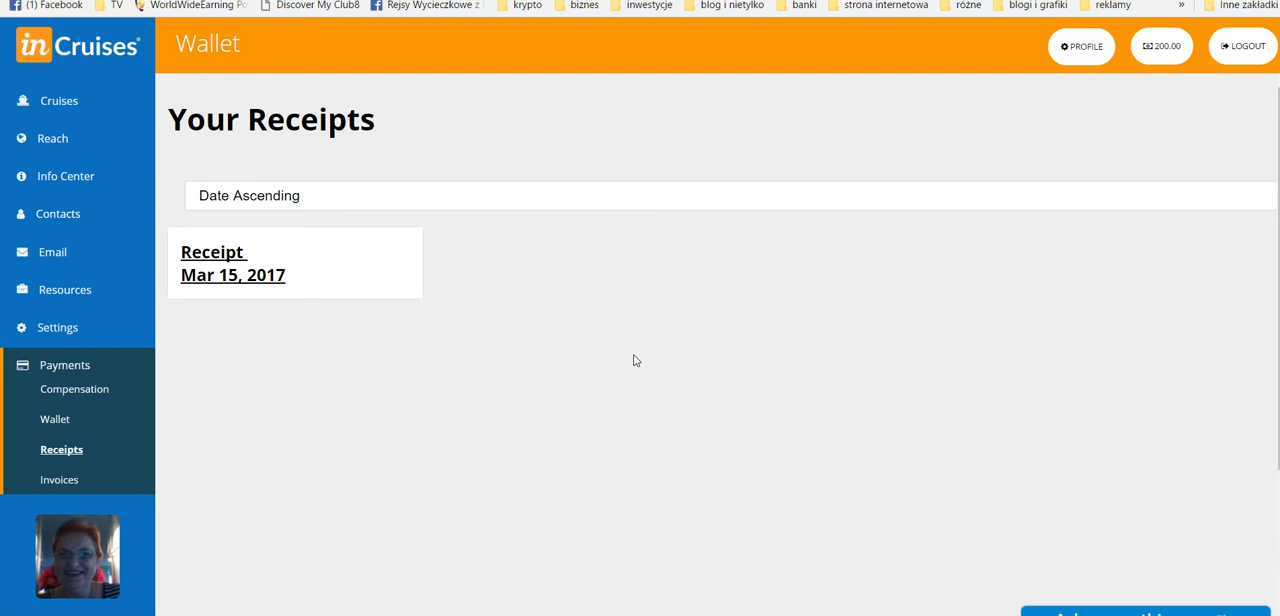 (1) Facebook TV WorldWideEarning Discover My Club8 Rejsy Wycieczkowe z krypto biznes inwestycje blog i nietylko banki strona internetowa różne blogi i grafiki reklamy » Inne zakładki
inCruises®
Wallet
PROFILE
200.00
LOGOUT
Cruises
Reach
Info Center
Contacts
Email
Resources
Settings
Payments
Compensation
Wallet
Receipts
Invoices
Your Receipts
Date Ascending
Receipt
Mar 15, 2017